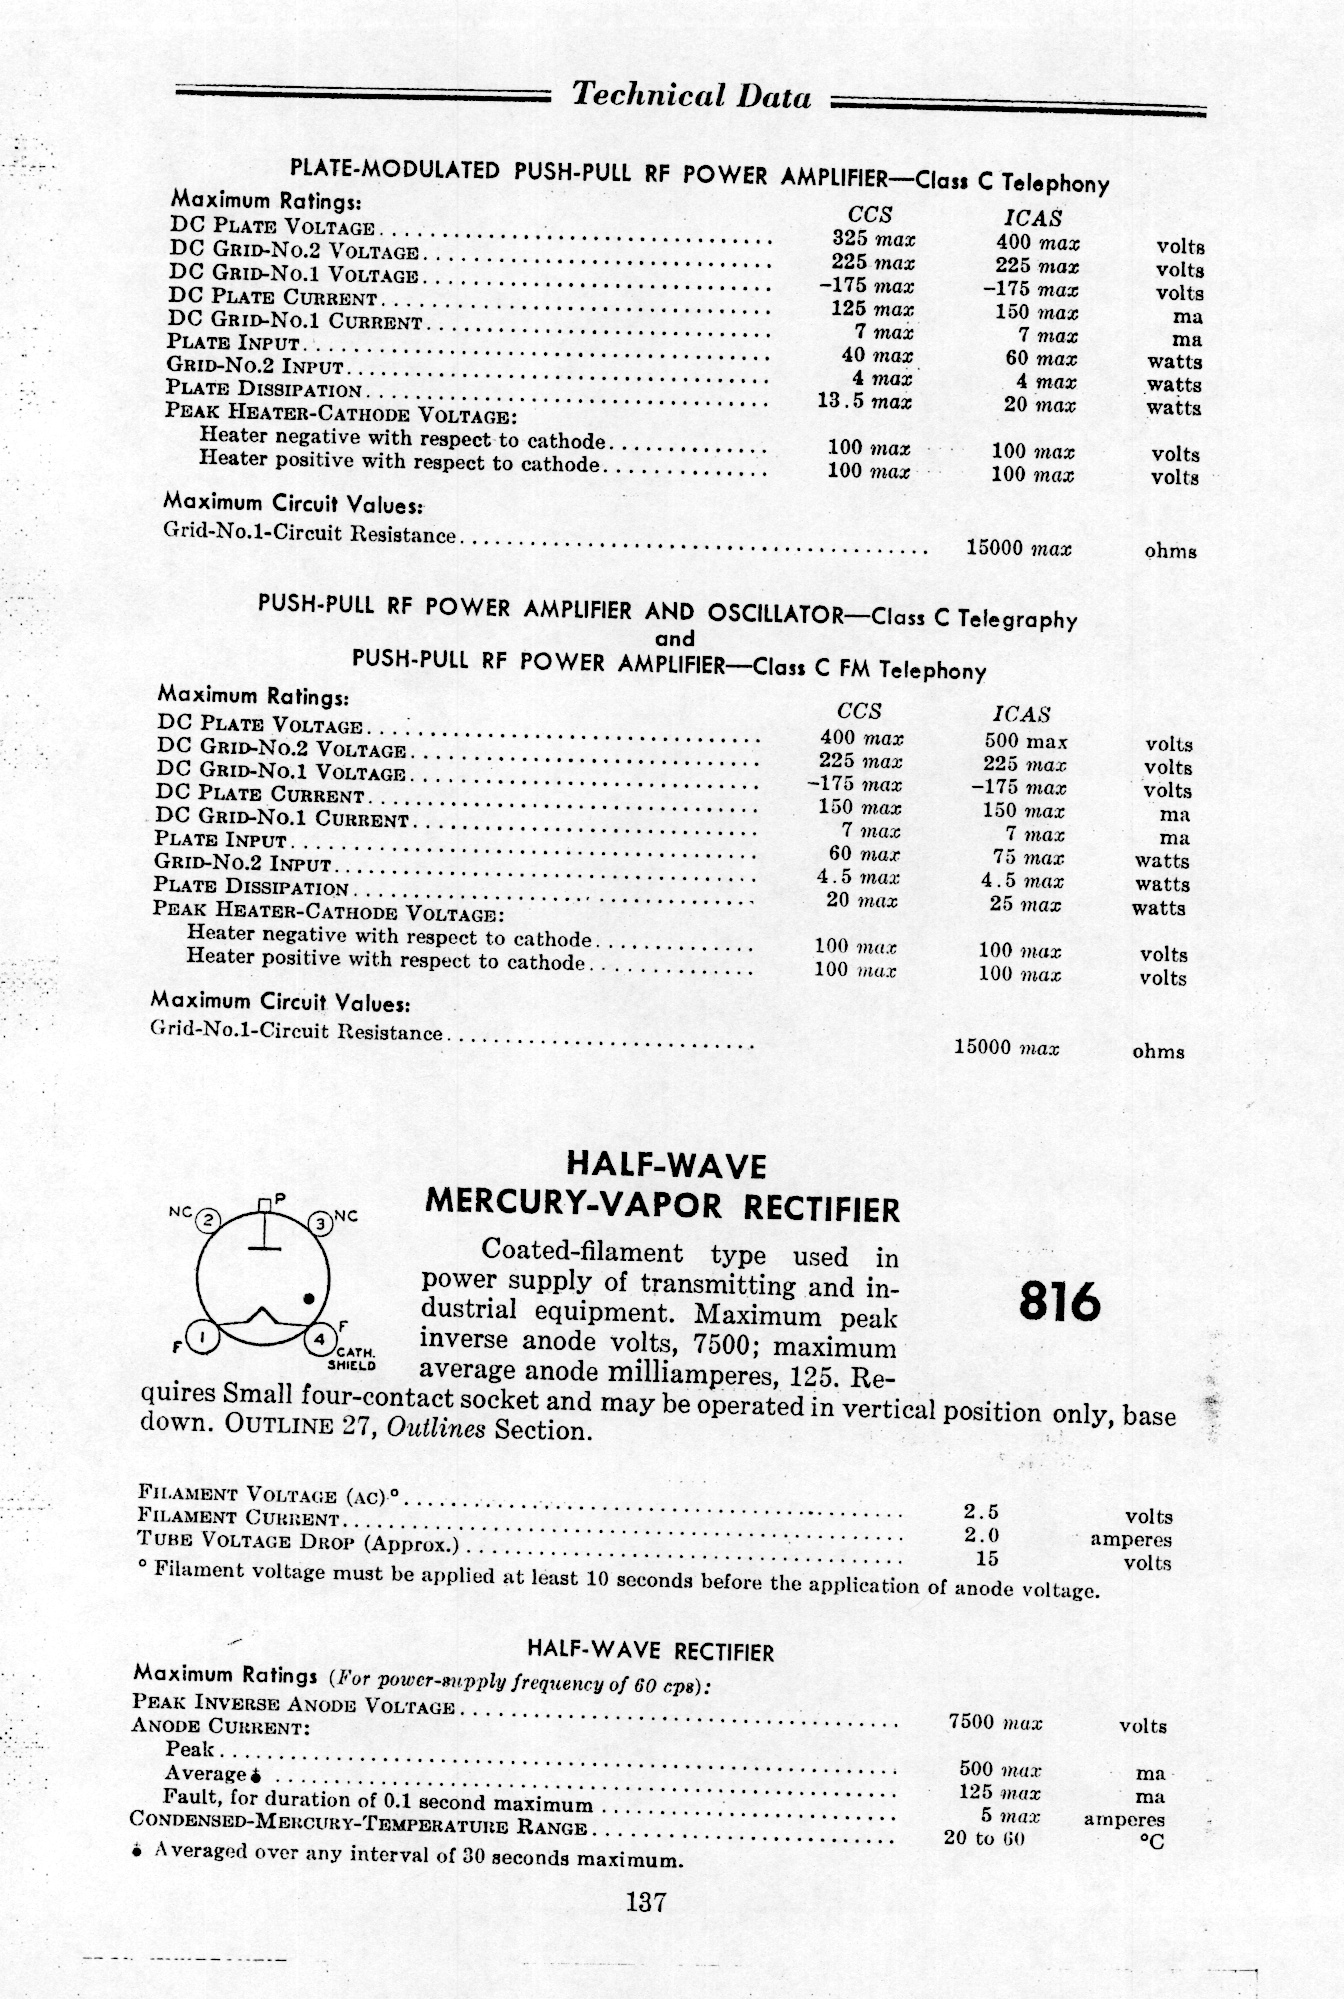 Technical Data
PLATE-MODULATED PUSH-PULL RF POWER AMPLIFIER—Class C Telephony
Maximum Ratings: CCS ICAS
DC PLATE VOLTAGE 325 max 400 max volts
DC GRID-NO.2 VOLTAGE 225 max 225 max volts
DC GRID-NO.1 VOLTAGE –175 max –175 max volts
DC PLATE CURRENT 125 max 150 max ma
DC GRID-NO.1 CURRENT 7 max 7 max ma
PLATE INPUT 40 max 60 max watts
GRID-NO.2 INPUT 4 max 4 max watts
PLATE DISSIPATION 13.5 max 20 max watts
PEAK HEATER-CATHODE VOLTAGE:
Heater negative with respect to cathode 100 max 100 max volts
Heater positive with respect to cathode 100 max 100 max volts
Maximum Circuit Values:
Grid-No.1-Circuit Resistance 15000 max ohms
PUSH-PULL RF POWER AMPLIFIER AND OSCILLATOR—Class C Telegraphy
and
PUSH-PULL RF POWER AMPLIFIER—Class C FM Telephony
Maximum Ratings: CCS ICAS
DC PLATE VOLTAGE 400 max 500 max volts
DC GRID-NO.2 VOLTAGE 225 max 225 max volts
DC GRID-NO.1 VOLTAGE –175 max –175 max volts
DC PLATE CURRENT 150 max 150 max ma
DC GRID-NO.1 CURRENT 7 max 7 max ma
PLATE INPUT 60 max 75 max watts
GRID-NO.2 INPUT 4.5 max 4.5 max watts
PLATE DISSIPATION 20 max 25 max watts
PEAK HEATER-CATHODE VOLTAGE:
Heater negative with respect to cathode 100 max 100 max volts
Heater positive with respect to cathode 100 max 100 max volts
Maximum Circuit Values:
Grid-No.1-Circuit Resistance 15000 max ohms
HALF-WAVE
MERCURY-VAPOR RECTIFIER
NC 2 P 3 NC
F 1 4 F
CATH.
SHIELD
Coated-filament type used in
power supply of transmitting and in-
dustrial equipment. Maximum peak
inverse anode volts, 7500; maximum
average anode milliamperes, 125. Re-
quires Small four-contact socket and may be operated in vertical position only, base
down. OUTLINE 27, Outlines Section.
816
FILAMENT VOLTAGE (AC)° 2.5 volts
FILAMENT CURRENT 2.0 amperes
TUBE VOLTAGE DROP (Approx.) 15 volts
° Filament voltage must be applied at least 10 seconds before the application of anode voltage.
HALF-WAVE RECTIFIER
Maximum Ratings (For power-supply frequency of 60 cps):
PEAK INVERSE ANODE VOLTAGE 7500 max volts
ANODE CURRENT:
Peak 500 max ma
Average 125 max ma
Fault, for duration of 0.1 second maximum 5 max amperes
CONDENSED-MERCURY-TEMPERATURE RANGE 20 to 60 °C
Averaged over any interval of 30 seconds maximum.
137